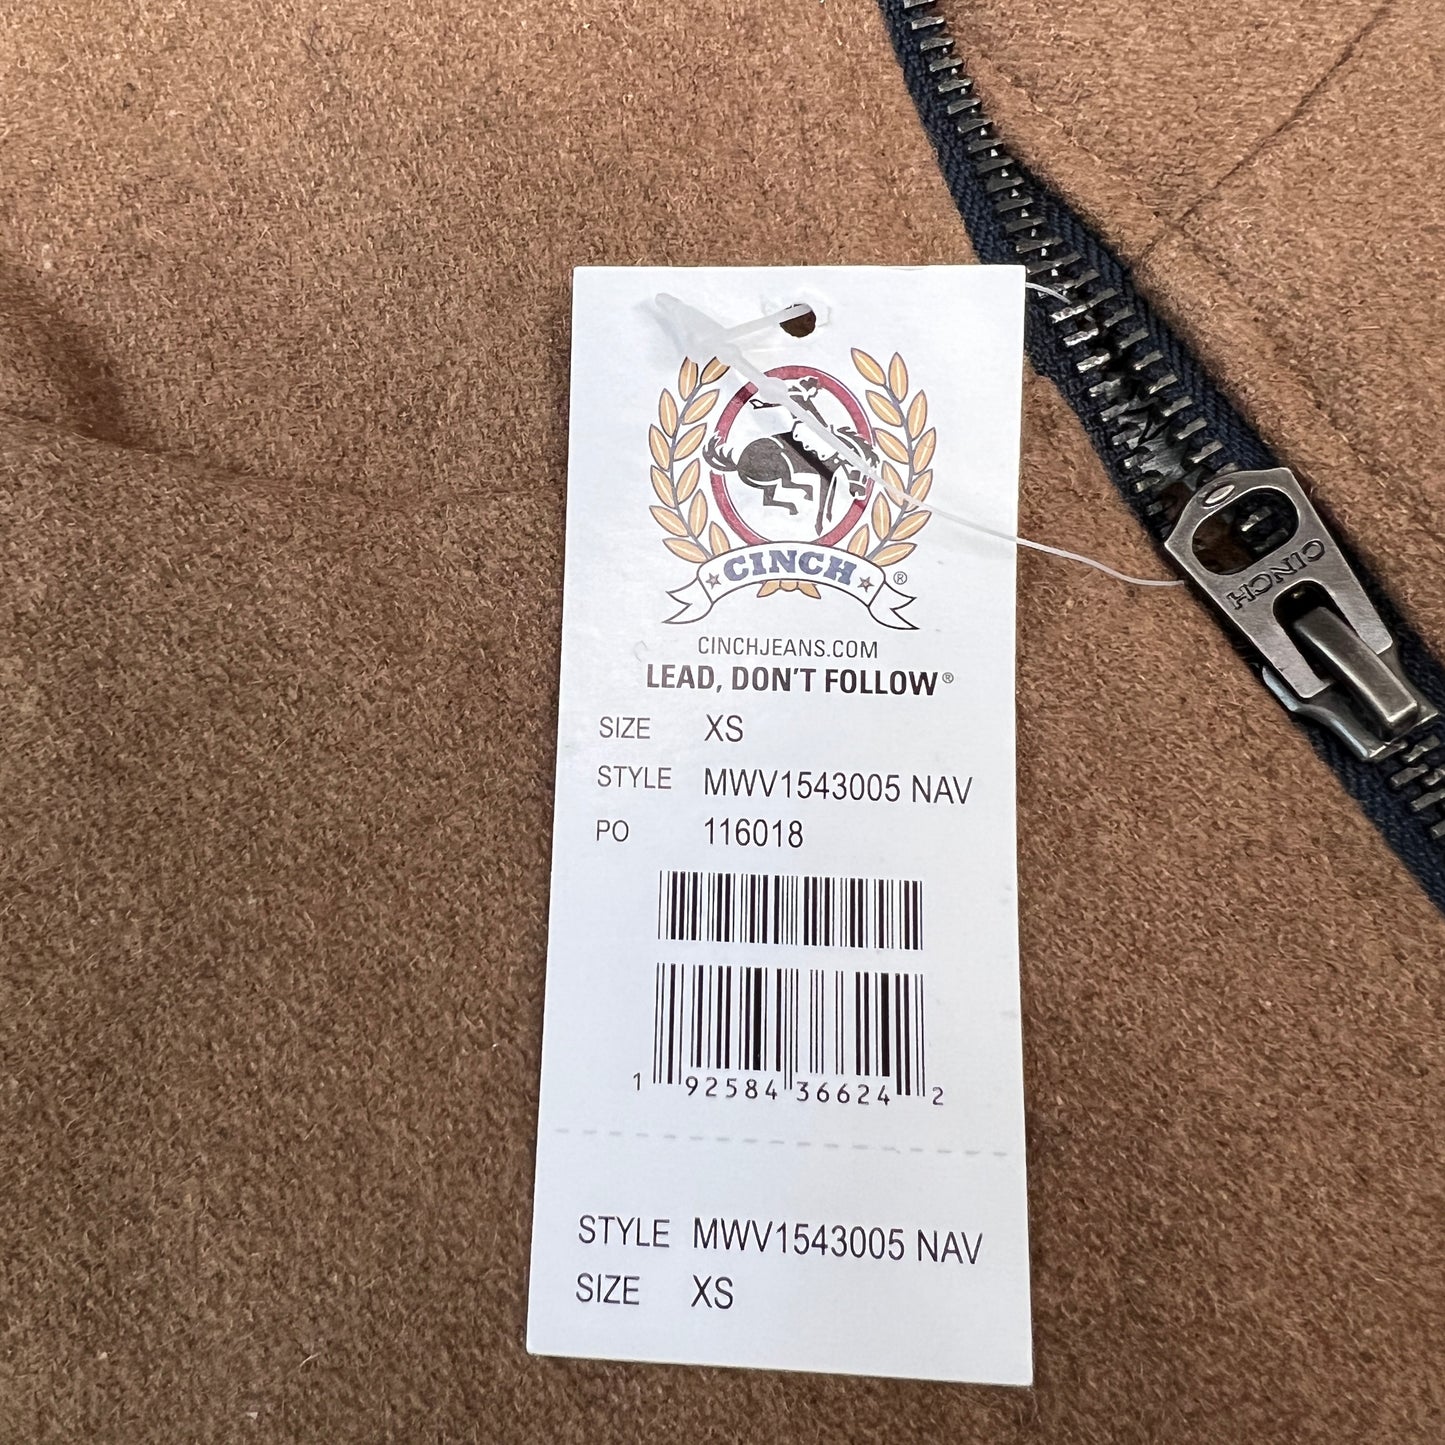 CINCH ®
CINCHJEANS.COM
LEAD, DON'T FOLLOW®
SIZE XS
STYLE MWV1543005 NAV
PO 116018
1 92584 36624 2
STYLE MWV1543005 NAV
SIZE XS
CINCH